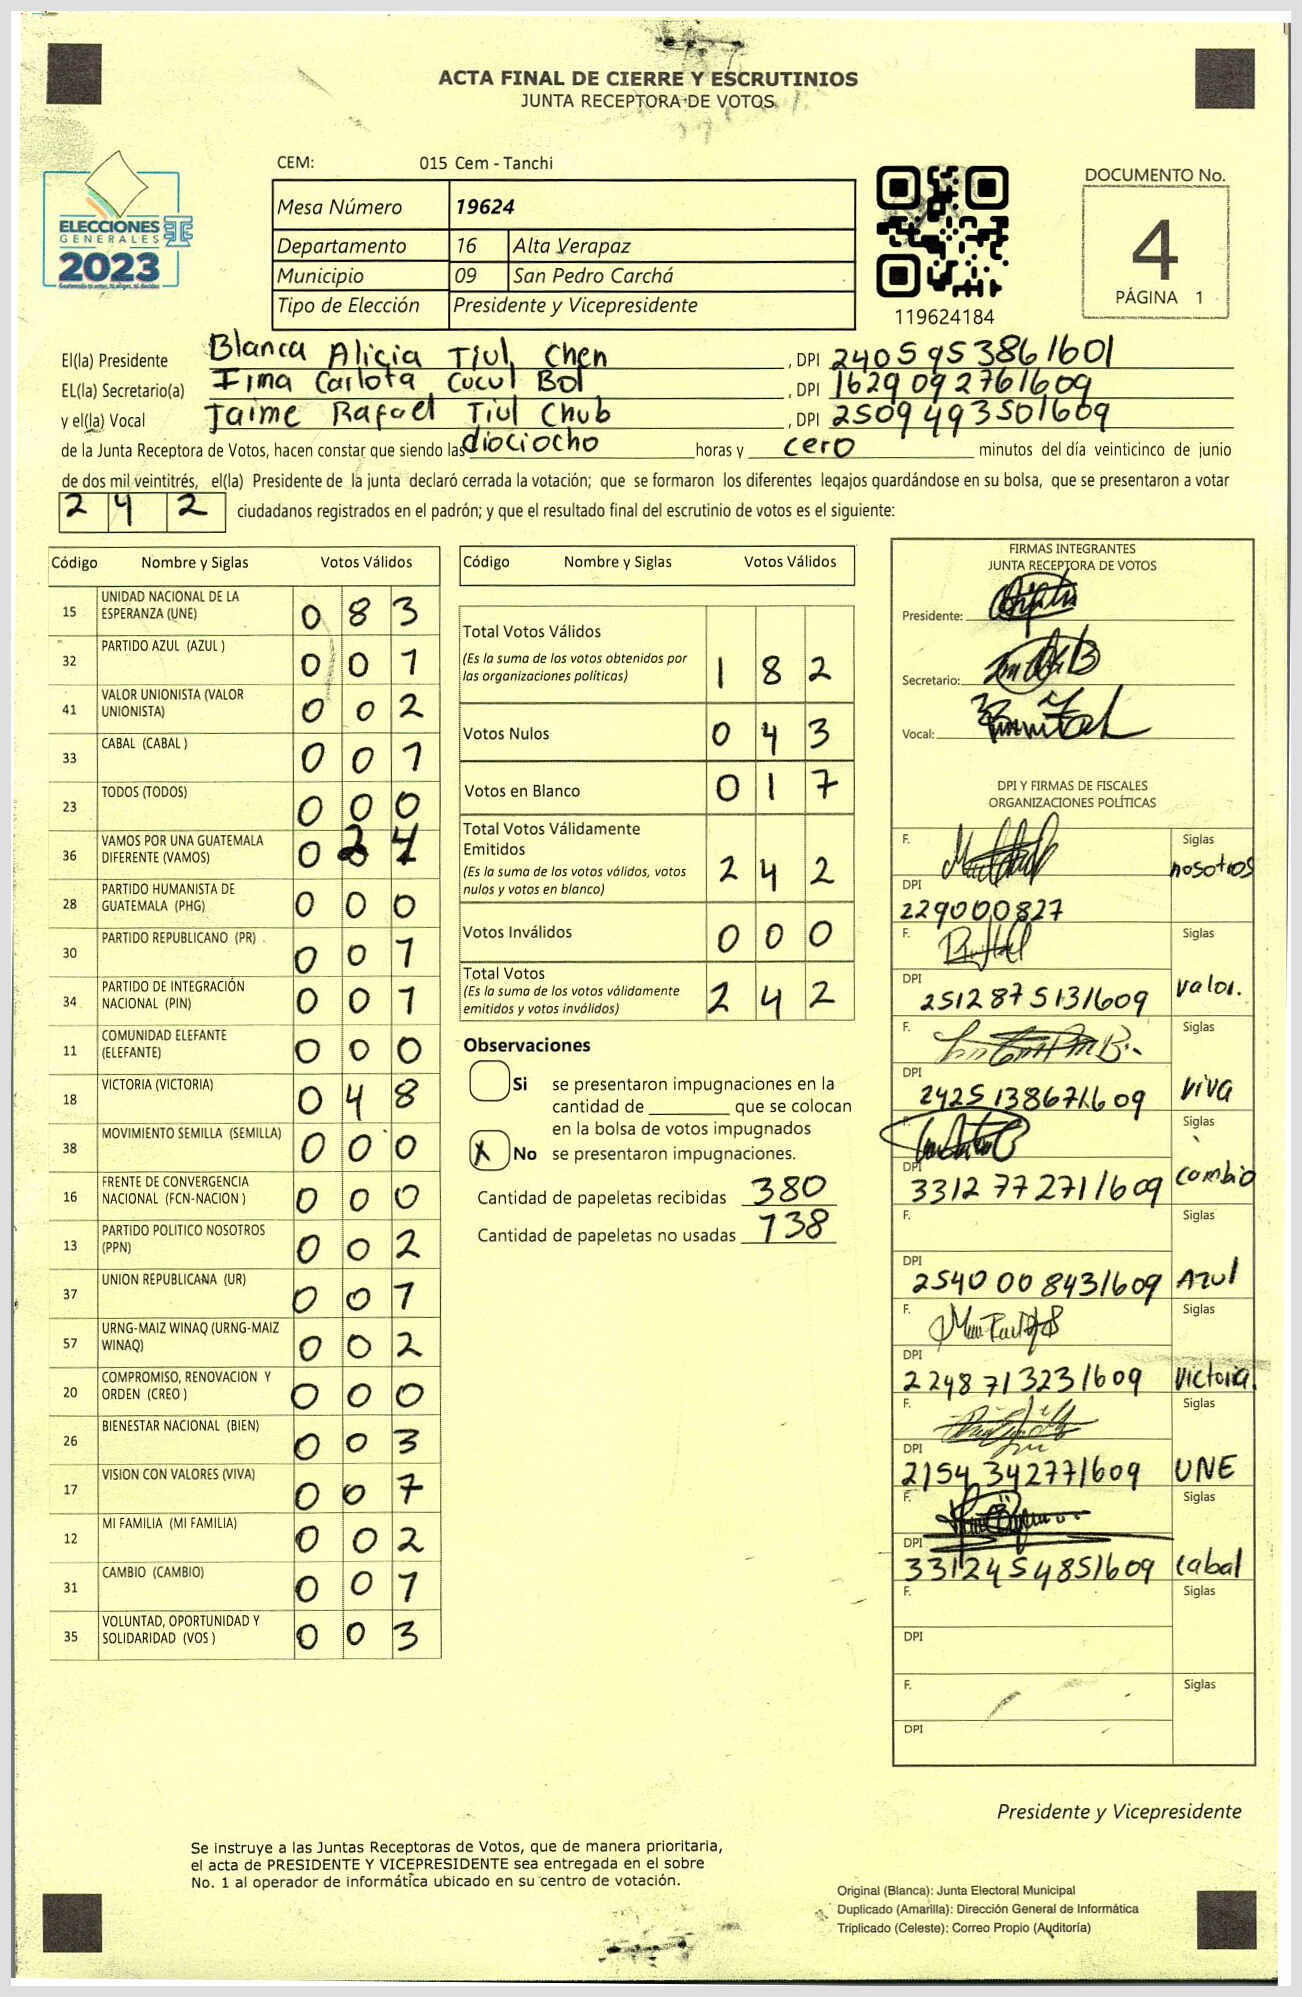 ACTA FINAL DE CIERRE Y ESCRUTINIOS
JUNTA RECEPTORA DE VOTOS
CEM: 015 Cem - Tanchi
ELECCIONES
GENERALES
2023
Mesa Número 19624
Departamento 16 Alta Verapaz
Municipio 09 San Pedro Carchá
Tipo de Elección Presidente y Vicepresidente
119624184
DOCUMENTO No.
4
PÁGINA 1
El(la) Presidente Blanca Alicia Tiul Chen , DPI 2405953861601
EL(la) Secretario(a) Irma Carlota Cucul Bol , DPI 1629092761609
y el(la) Vocal Jaime Rafael Tiul Chub , DPI 2509493501609
de la Junta Receptora de Votos, hacen constar que siendo las diociocho horas y cero minutos del día veinticinco de junio
de dos mil veintitrés, el(la) Presidente de la junta declaró cerrada la votación; que se formaron los diferentes legajos guardándose en su bolsa, que se presentaron a votar
2 4 2 ciudadanos registrados en el padrón; y que el resultado final del escrutinio de votos es el siguiente:
Código Nombre y Siglas Votos Válidos
15 UNIDAD NACIONAL DE LA ESPERANZA (UNE) 0 8 3
32 PARTIDO AZUL (AZUL ) 0 0 1
41 VALOR UNIONISTA (VALOR UNIONISTA) 0 0 2
33 CABAL (CABAL ) 0 0 1
23 TODOS (TODOS) 0 0 0
36 VAMOS POR UNA GUATEMALA DIFERENTE (VAMOS) 0 2
28 PARTIDO HUMANISTA DE GUATEMALA (PHG) 0 0 0
30 PARTIDO REPUBLICANO (PR) 0 0 1
34 PARTIDO DE INTEGRACIÓN NACIONAL (PIN) 0 0 1
11 COMUNIDAD ELEFANTE (ELEFANTE) 0 0 0
18 VICTORIA (VICTORIA) 0 4 8
38 MOVIMIENTO SEMILLA (SEMILLA) 0 0 0
16 FRENTE DE CONVERGENCIA NACIONAL (FCN-NACION ) 0 0 0
13 PARTIDO POLITICO NOSOTROS (PPN) 0 0 2
37 UNION REPUBLICANA (UR) 0 0 1
57 URNG-MAIZ WINAQ (URNG-MAIZ WINAQ) 0 0 2
20 COMPROMISO, RENOVACION Y ORDEN (CREO ) 0 0 0
26 BIENESTAR NACIONAL (BIEN) 0 0 3
17 VISION CON VALORES (VIVA) 0 0 7
12 MI FAMILIA (MI FAMILIA) 0 0 2
31 CAMBIO (CAMBIO) 0 0 1
35 VOLUNTAD, OPORTUNIDAD Y SOLIDARIDAD (VOS ) 0 0 3
Código Nombre y Siglas Votos Válidos
Total Votos Válidos 1 8 2
(Es la suma de los votos obtenidos por
las organizaciones políticas)
Votos Nulos 0 4 3
Votos en Blanco 0 1 7
Total Votos Válidamente
Emitidos 2 4 2
(Es la suma de los votos válidos, votos
nulos y votos en blanco)
Votos Inválidos 0 0 0
Total Votos 2 4 2
(Es la suma de los votos válidamente
emitidos y votos inválidos)
Observaciones
Si se presentaron impugnaciones en la
cantidad de que se colocan
en la bolsa de votos impugnados
X No se presentaron impugnaciones.
Cantidad de papeletas recibidas 380
Cantidad de papeletas no usadas 138
FIRMAS INTEGRANTES
JUNTA RECEPTORA DE VOTOS
Presidente:
Secretario:
Vocal:
DPI Y FIRMAS DE FISCALES
ORGANIZACIONES POLÍTICAS
F. Siglas
nosotros
DPI
229000827
F. Siglas
DPI valor.
2512875131609
F. Siglas
DPI viva
2425138671609
F. Siglas
DPI cambio
3312772711609
F. Siglas
DPI
2540008431609 Azul
F. Siglas
DPI
2248713231609 victoria.
F. Siglas
DPI
2154342771609 UNE
F. Siglas
DPI
3312454851609 cabal
F. Siglas
DPI
F. Siglas
DPI
Presidente y Vicepresidente
Se instruye a las Juntas Receptoras de Votos, que de manera prioritaria,
el acta de PRESIDENTE Y VICEPRESIDENTE sea entregada en el sobre
No. 1 al operador de informática ubicado en su centro de votación.
Original (Blanca): Junta Electoral Municipal
Duplicado (Amarilla): Dirección General de Informática
Triplicado (Celeste): Correo Propio (Auditoría)